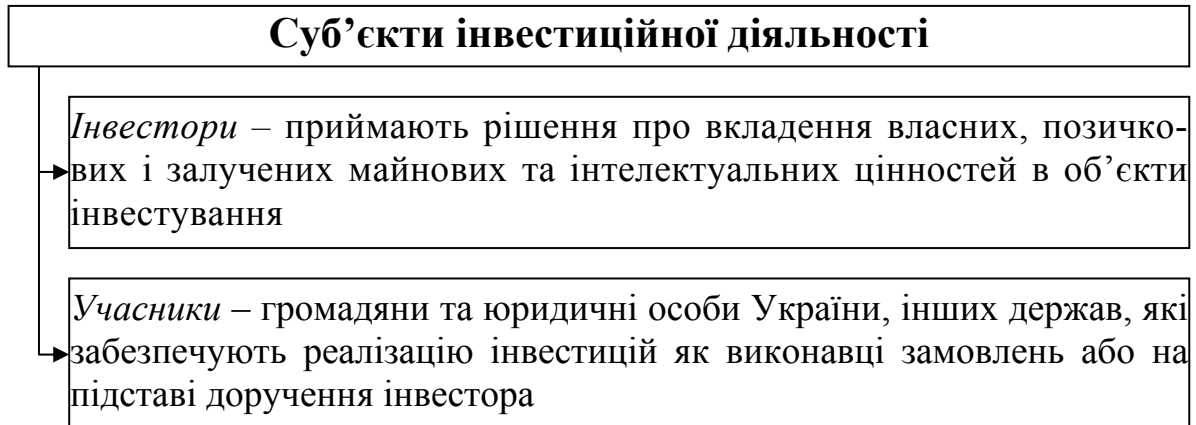 Суб’єкти інвестиційної діяльності
Інвестори – приймають рішення про вкладення власних, позичко-
вих і залучених майнових та інтелектуальних цінностей в об’єкти
інвестування
Учасники – громадяни та юридичні особи України, інших держав, які
забезпечують реалізацію інвестицій як виконавці замовлень або на
підставі доручення інвестора